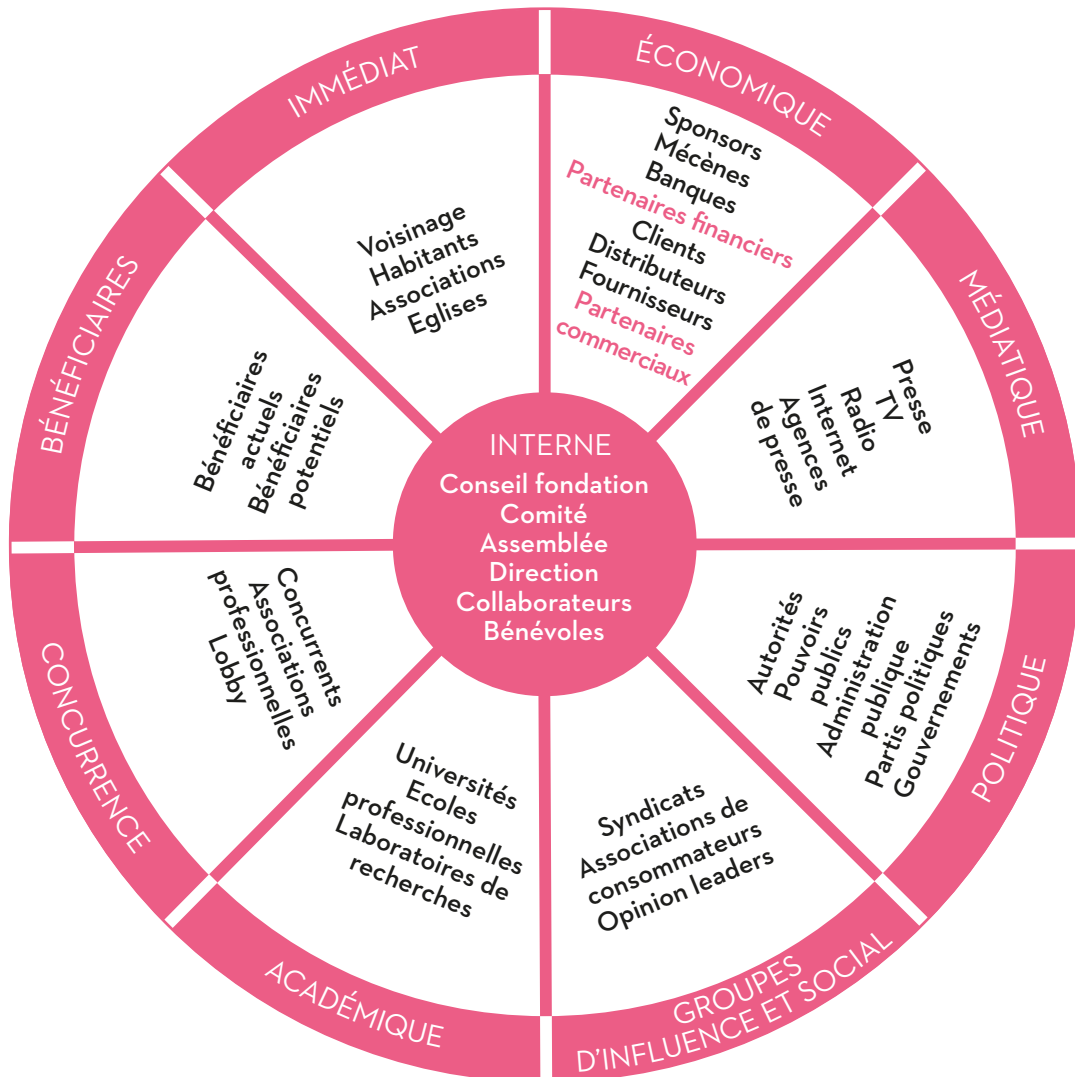 IMMÉDIAT
Voisinage
Habitants
Associations
Eglises
ÉCONOMIQUE
Sponsors
Mécènes
Banques
Partenaires financiers
Clients
Distributeurs
Fournisseurs
Partenaires
commerciaux
MÉDIATIQUE
Presse
TV
Radio
Internet
Agences
de presse
POLITIQUE
Autorités
Pouvoirs
publics
Administration
publique
Partis politiques
Gouvernements
GROUPES
D'INFLUENCE ET SOCIAL
Syndicats
Associations de
consommateurs
Opinion leaders
ACADÉMIQUE
Universités
Ecoles
professionnelles
Laboratoires de
recherches
CONCURRENCE
Concurrents
Associations
professionnelles
Lobby
BÉNÉFICIAIRES
Bénéficiaires
actuels
Bénéficiaires
potentiels
INTERNE
Conseil fondation
Comité
Assemblée
Direction
Collaborateurs
Bénévoles